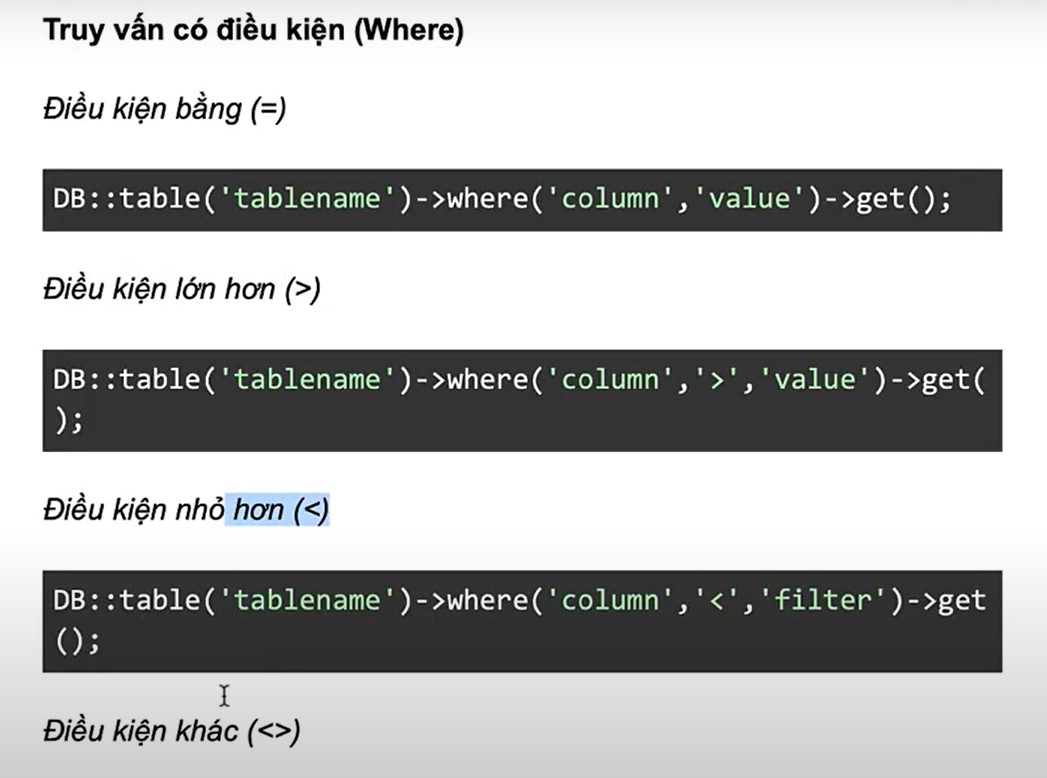 Truy vấn có điều kiện (Where)
Điều kiện bằng (=)
DB::table('tablename')->where('column','value')->get();
Điều kiện lớn hơn (>)
DB::table('tablename')->where('column','>','value')->get(
);
Điều kiện nhỏ hơn (<)
DB::table('tablename')->where('column','<','filter')->get
();
Điều kiện khác (<>)